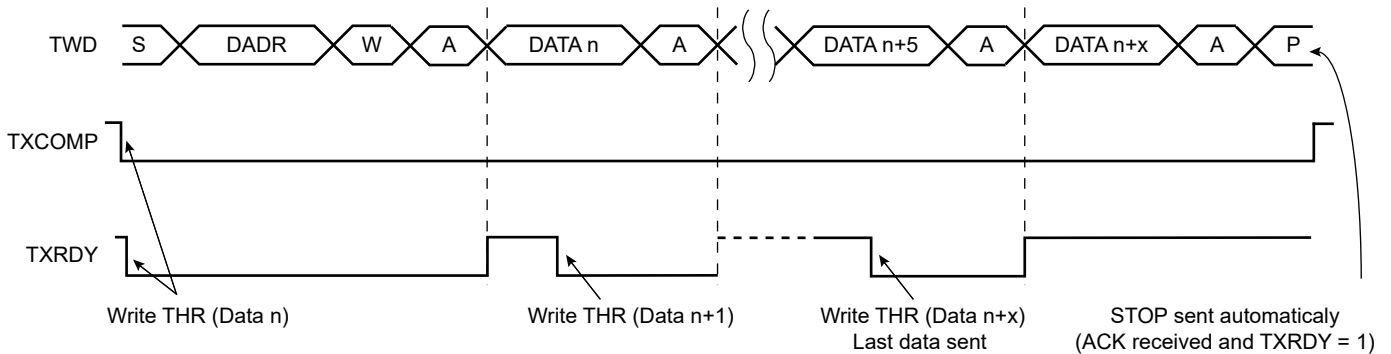 TWD S DADR W A DATA n A DATA n+5 A DATA n+x A P
TXCOMP
TXRDY
Write THR (Data n) Write THR (Data n+1) Write THR (Data n+x) STOP sent automaticaly
Last data sent (ACK received and TXRDY = 1)